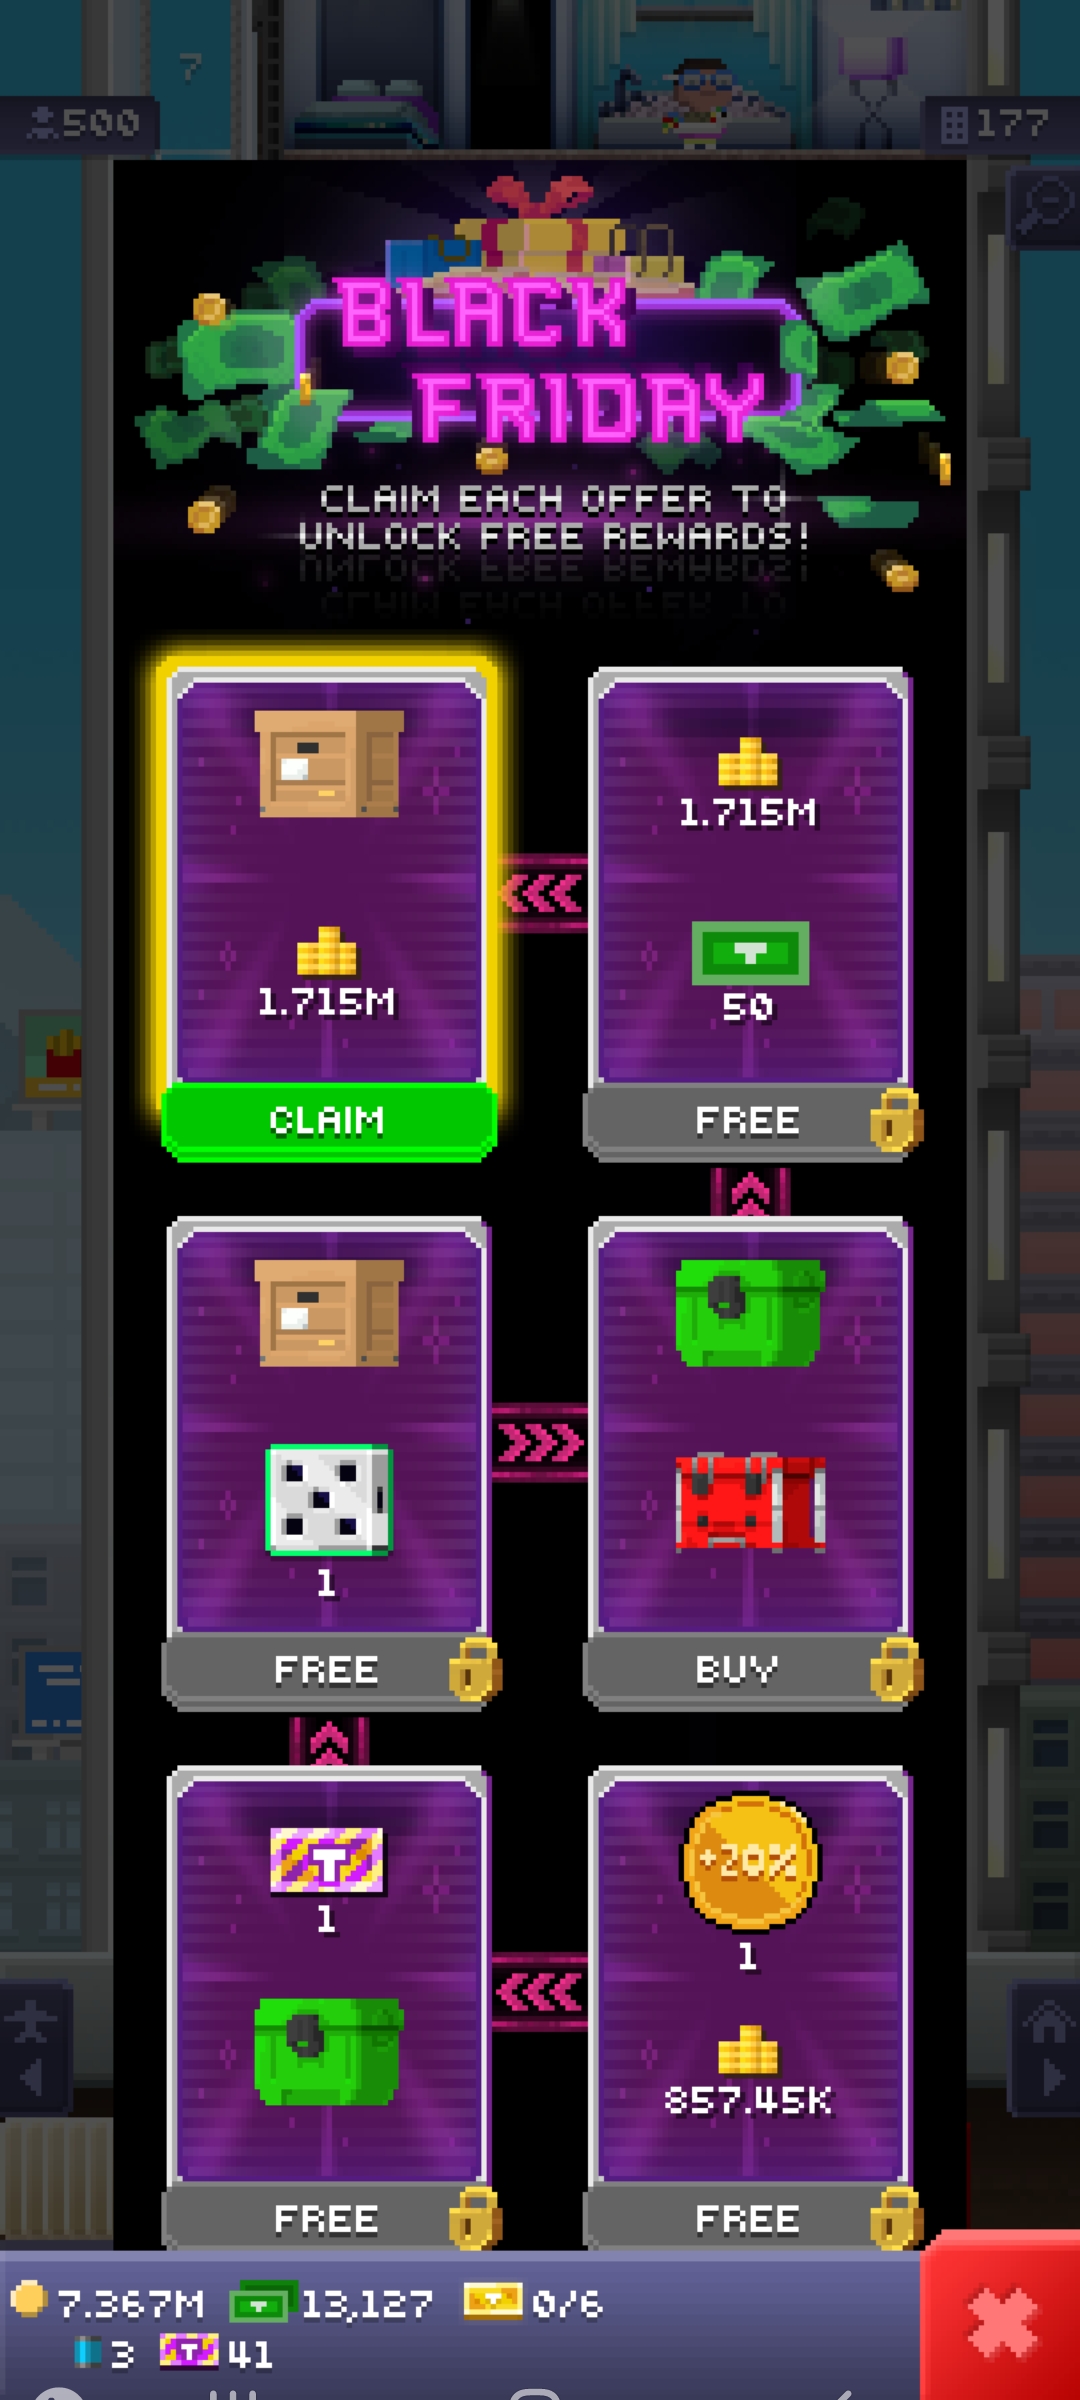 7
500
177
BLACK
FRIDAY
CLAIM EACH OFFER TO
UNLOCK FREE REWARDS!
1.715M
1.715M
50
CLAIM
FREE
1
FREE
BUY
T
1
+20%
1
857.45K
FREE
FREE
7.367M
13,127
0/6
3
T
41